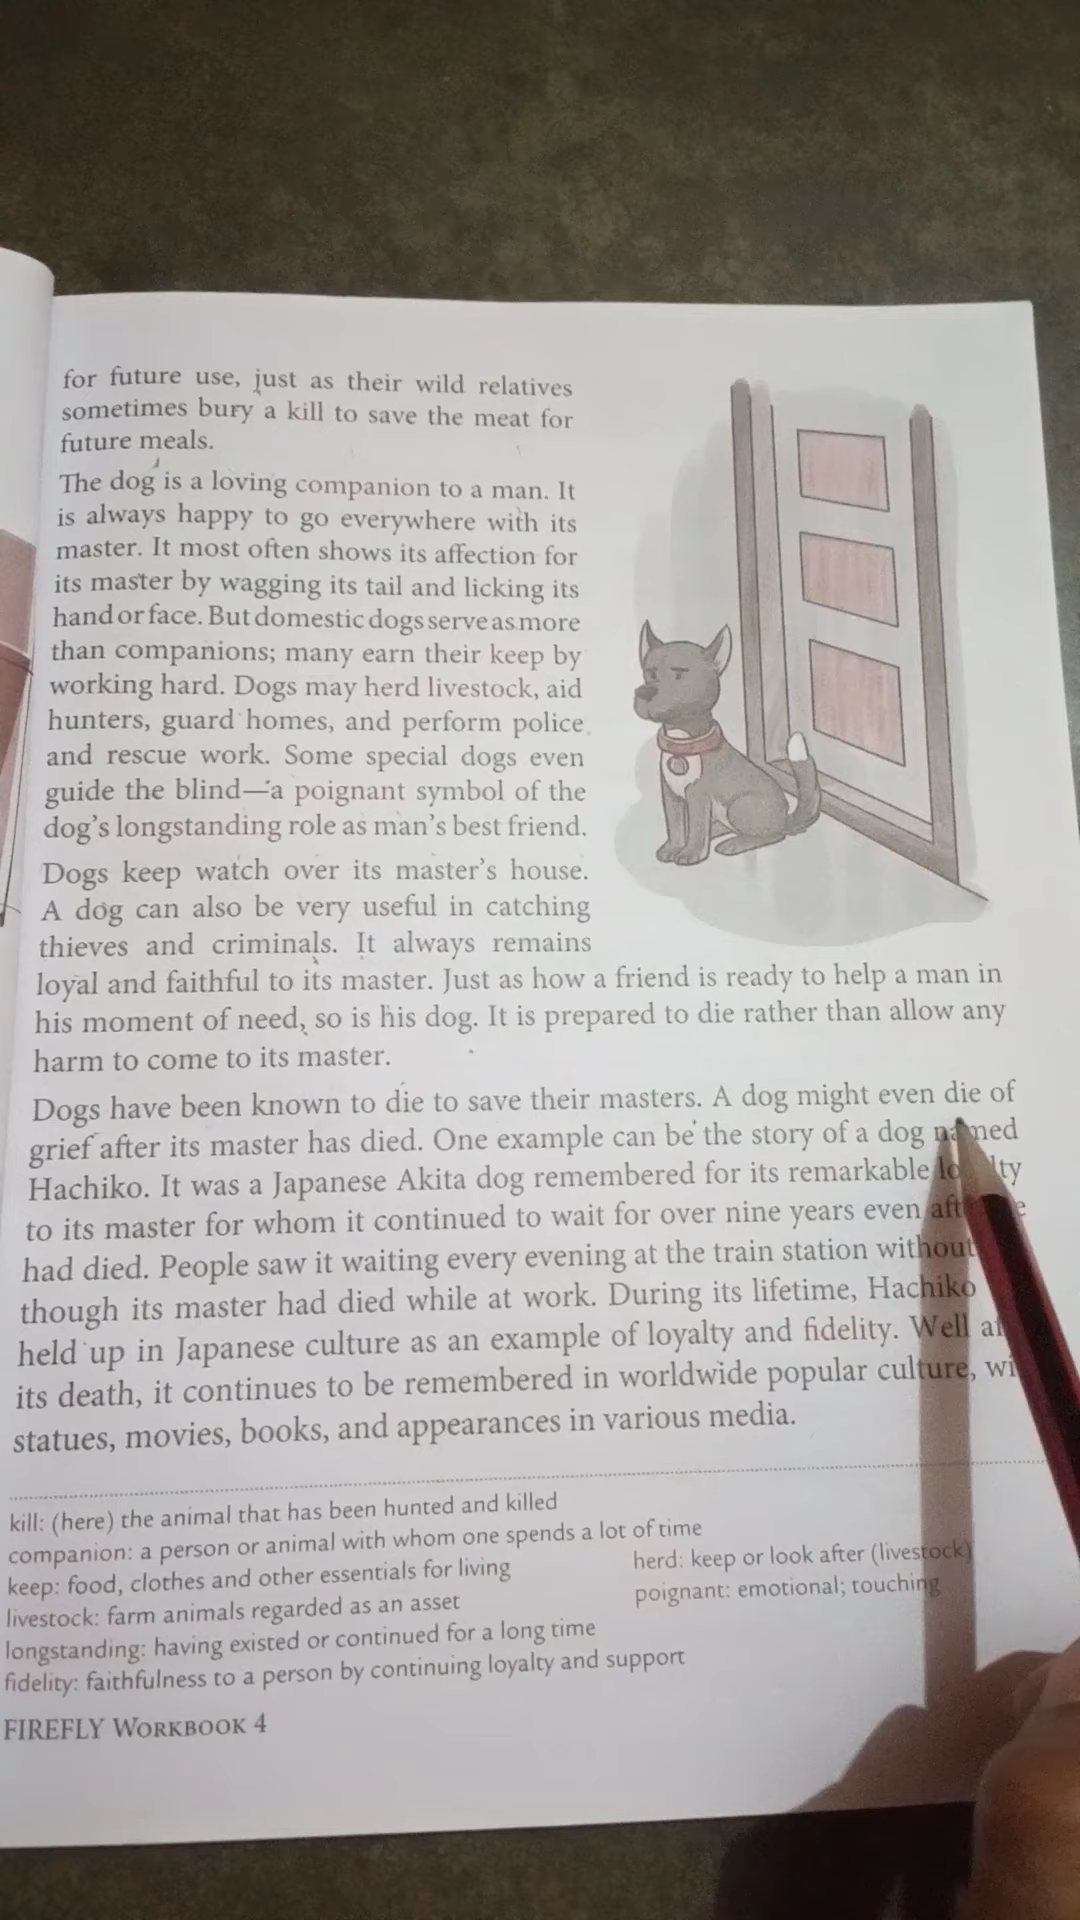 for future use, just as their wild relatives
sometimes bury a kill to save the meat for
future meals.
The dog is a loving companion to a man. It
is always happy to go everywhere with its
master. It most often shows its affection for
its master by wagging its tail and licking its
hand or face. But domestic dogs serve as more
than companions; many earn their keep by
working hard. Dogs may herd livestock, aid
hunters, guard homes, and perform police
and rescue work. Some special dogs even
guide the blind—a poignant symbol of the
dog's longstanding role as man's best friend.
Dogs keep watch over its master's house.
A dog can also be very useful in catching
thieves and criminals. It always remains
loyal and faithful to its master. Just as how a friend is ready to help a man in
his moment of need, so is his dog. It is prepared to die rather than allow any
harm to come to its master.
Dogs have been known to die to save their masters. A dog might even die of
grief after its master has died. One example can be the story of a dog named
Hachiko. It was a Japanese Akita dog remembered for its remarkable loyalty
to its master for whom it continued to wait for over nine years even
had died. People saw it waiting every evening at the train station without
though its master had died while at work. During its lifetime, Hachiko
held up in Japanese culture as an example of loyalty and fidelity. Well
its death, it continues to be remembered in worldwide popular culture,
statues, movies, books, and appearances in various media.
kill: (here) the animal that has been hunted and killed
companion: a person or animal with whom one spends a lot of time
keep: food, clothes and other essentials for living herd: keep or look after (livestock)
livestock: farm animals regarded as an asset poignant: emotional; touching
longstanding: having existed or continued for a long time
fidelity: faithfulness to a person by continuing loyalty and support
FIREFLY WORKBOOK 4